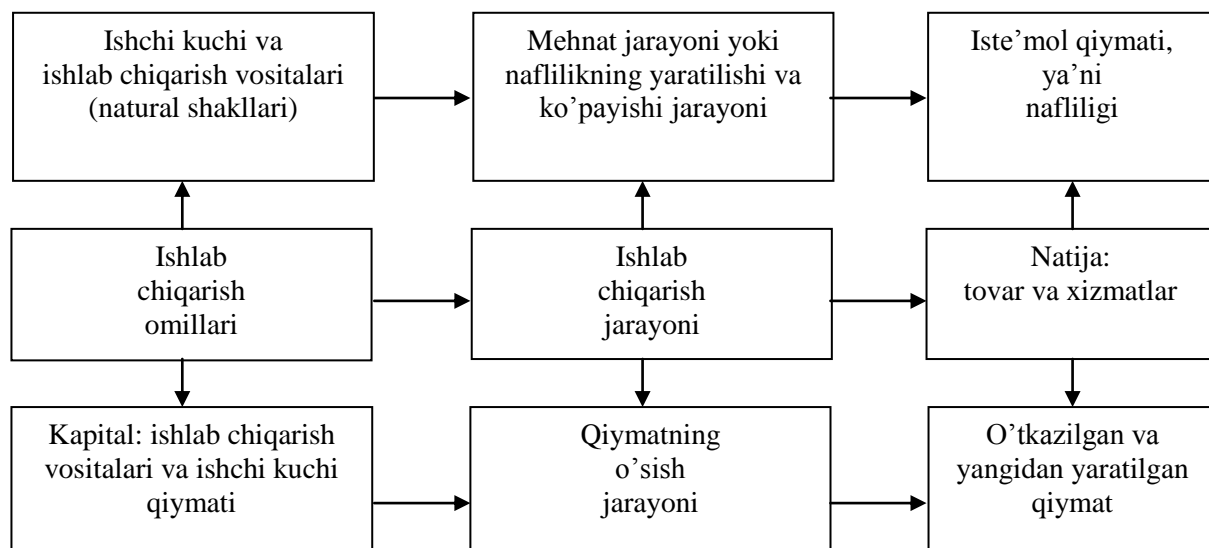 Ishchi kuchi va
ishlab chiqarish vositalari
(natural shakllari)
Mehnat jarayoni yoki
naflilikning yaratilishi va
ko’payishi jarayoni
Iste’mol qiymati,
ya’ni
nafliligi
Ishlab
chiqarish
omillari
Ishlab
chiqarish
jarayoni
Natija:
tovar va xizmatlar
Kapital: ishlab chiqarish
vositalari va ishchi kuchi
qiymati
Qiymatning
o’sish
jarayoni
O’tkazilgan va
yangidan yaratilgan
qiymat